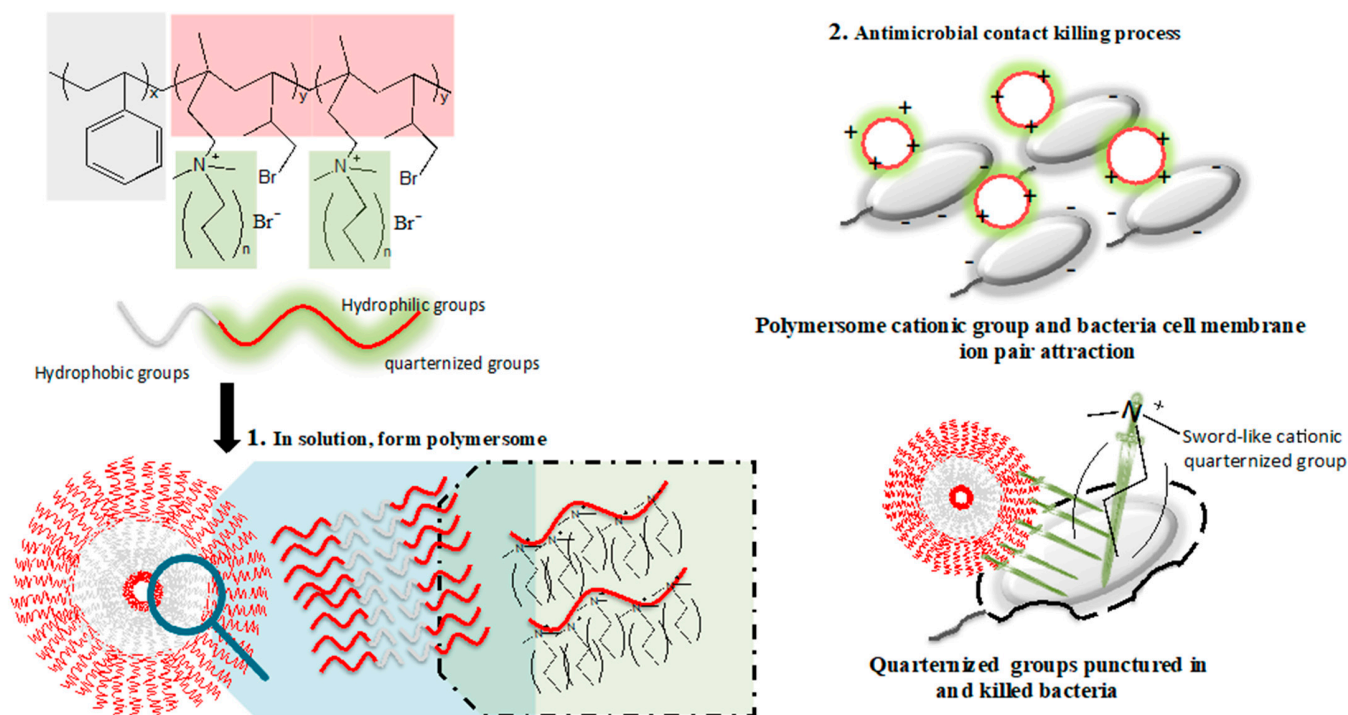 x
y
y
N
+
N
+
Br
Br
Br⁻
Br⁻
n
n
Hydrophilic groups
Hydrophobic groups
quarternized groups
1. In solution, form polymersome
2. Antimicrobial contact killing process
Polymersome cationic group and bacteria cell membrane
ion pair attraction
N +
Sword-like cationic
quarternized group
Quarternized groups punctured in
and killed bacteria